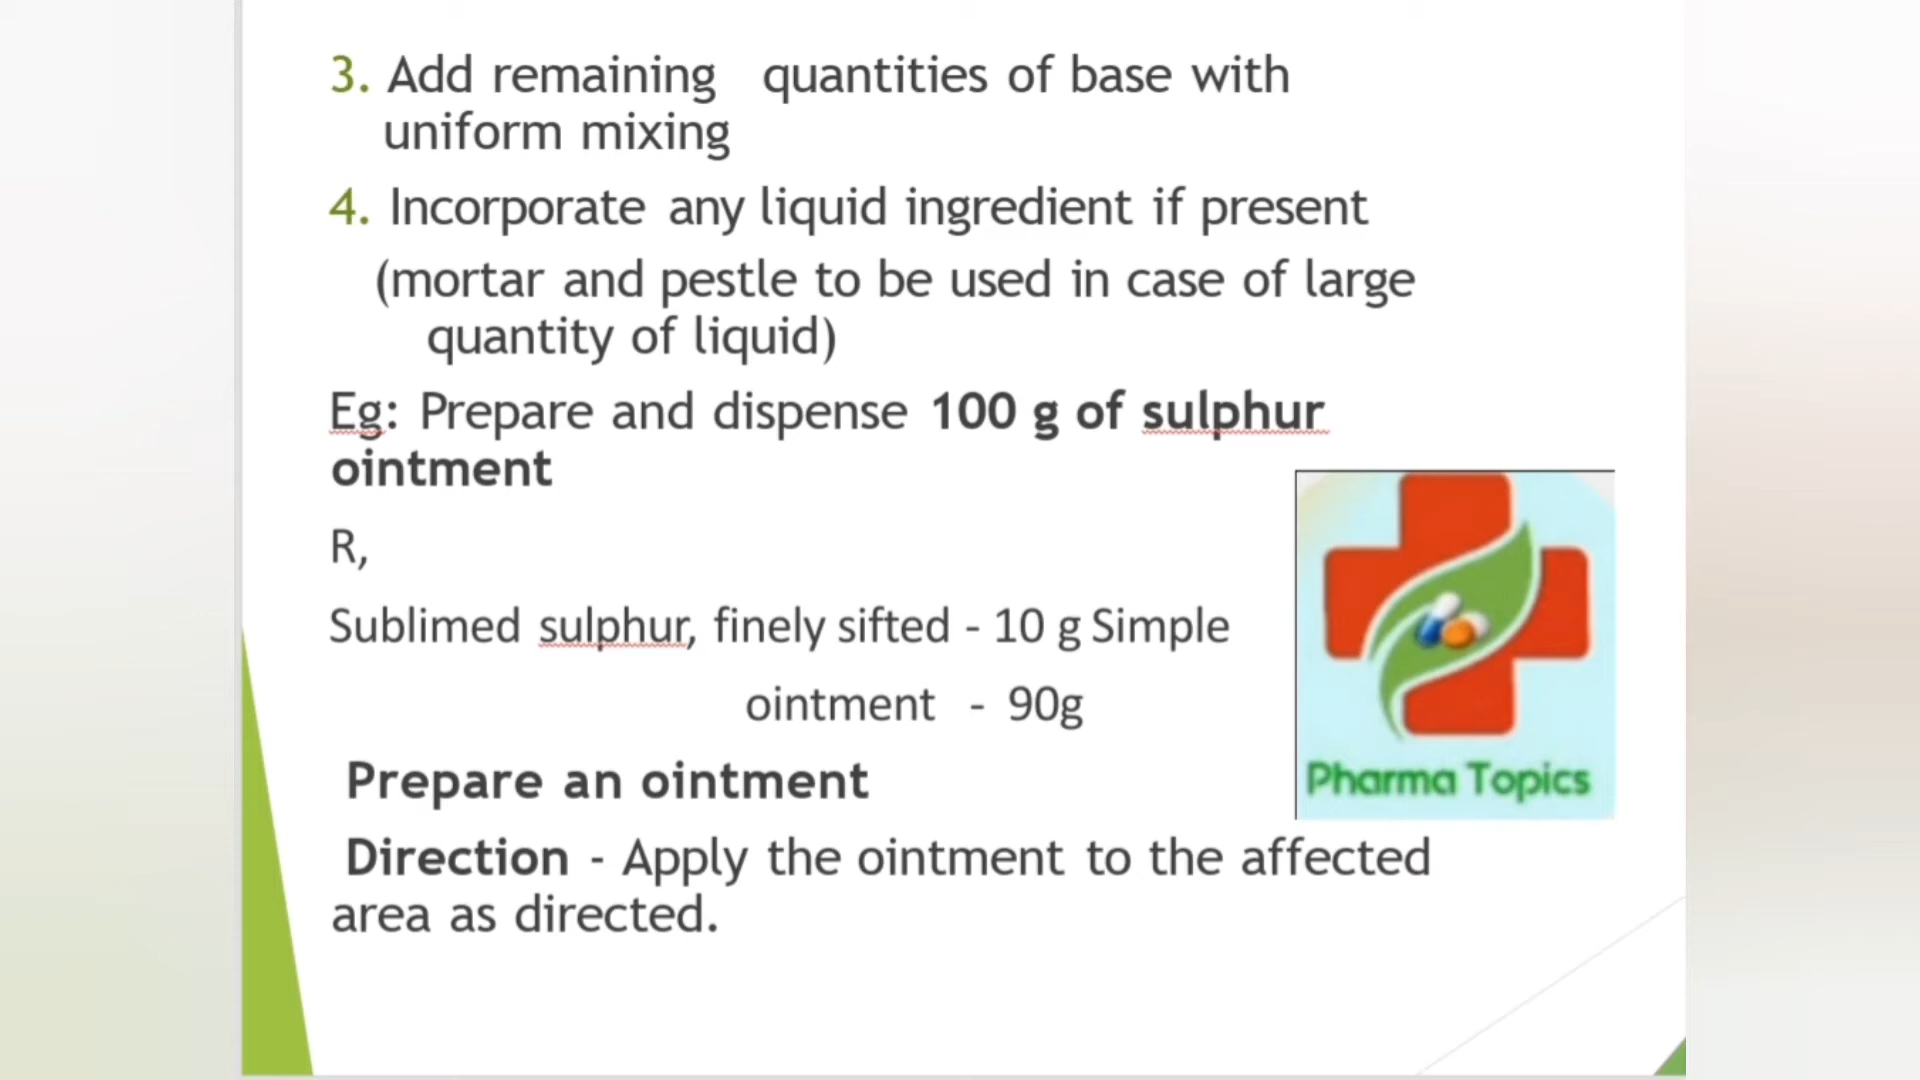 3. Add remaining quantities of base with
uniform mixing
4. Incorporate any liquid ingredient if present
(mortar and pestle to be used in case of large
quantity of liquid)
Eg: Prepare and dispense 100 g of sulphur
ointment
R,
Sublimed sulphur, finely sifted - 10 g Simple
ointment - 90g
Prepare an ointment
Direction - Apply the ointment to the affected
area as directed.
Pharma Topics